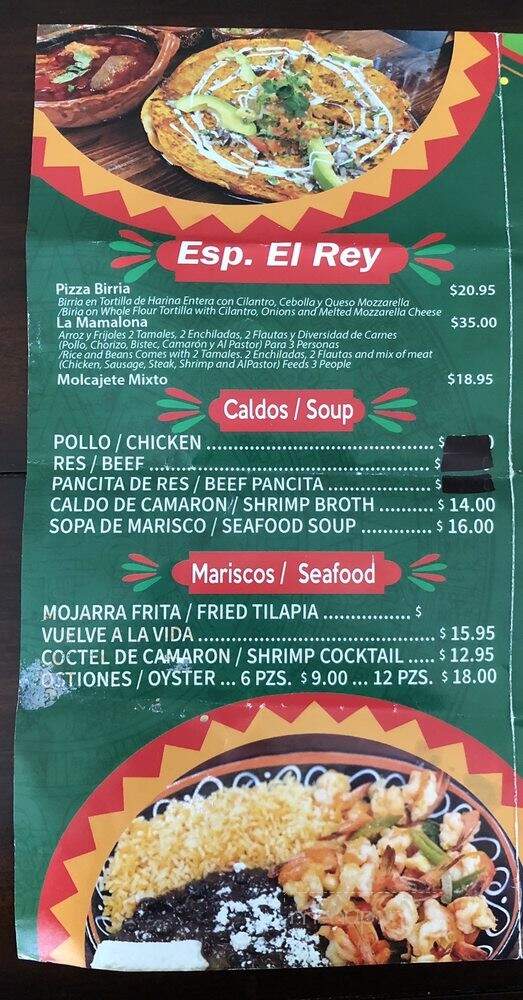 Esp. El Rey
Pizza Birria $20.95
Birria en Tortilla de Harina Entera con Cilantro, Cebolla y Queso Mozzarella
/Biria on Whole Flour Tortilla with Cilantro, Onions and Melted Mozzarella Cheese
La Mamalona $35.00
Arroz y Frijoles 2 Tamales, 2 Enchiladas, 2 Flautas y Diversidad de Carnes
(Pollo, Chorizo, Bistec, Camarón y Al Pastor) Para 3 Personas
/Rice and Beans Comes with 2 Tamales. 2 Enchiladas, 2 Flautas and mix of meat
(Chicken, Sausage, Steak, Shrimp and AlPastor) Feeds 3 People
Molcajete Mixto $18.95
Caldos / Soup
POLLO / CHICKEN .......................................... $
RES / BEEF ..................................................... $
PANCITA DE RES / BEEF PANCITA ................... $
CALDO DE CAMARON / SHRIMP BROTH .......... $ 14.00
SOPA DE MARISCO / SEAFOOD SOUP ............. $ 16.00
Mariscos / Seafood
MOJARRA FRITA / FRIED TILAPIA ................ $
VUELVE A LA VIDA ........................................... $ 15.95
COCTEL DE CAMARON / SHRIMP COCKTAIL ..... $ 12.95
OSTIONES / OYSTER ... 6 PZS. $ 9.00 ... 12 PZS. $ 18.00